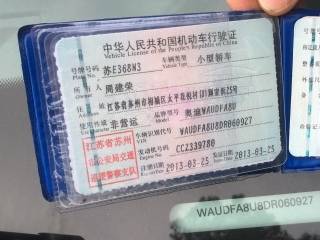 中华人民共和国机动车行驶证
Vehicle License of the People's Republic of China
号牌号码 苏E368W3 车辆类型 小型轿车
Plate No. Vehicle Type
所有人 周建荣
住址 江苏省苏州市相城区太平
使用性质 非营运 品牌型号 奥迪WAUDFA8U
江苏省苏州 车辆识别代号 WAUDFA8U8DR060927
市公安局交通 发动机号码 CCZ339780
巡逻警察支队 注册日期 2013-03-25 发证日期 2013-03-25
WAUDFA8U8DR060927